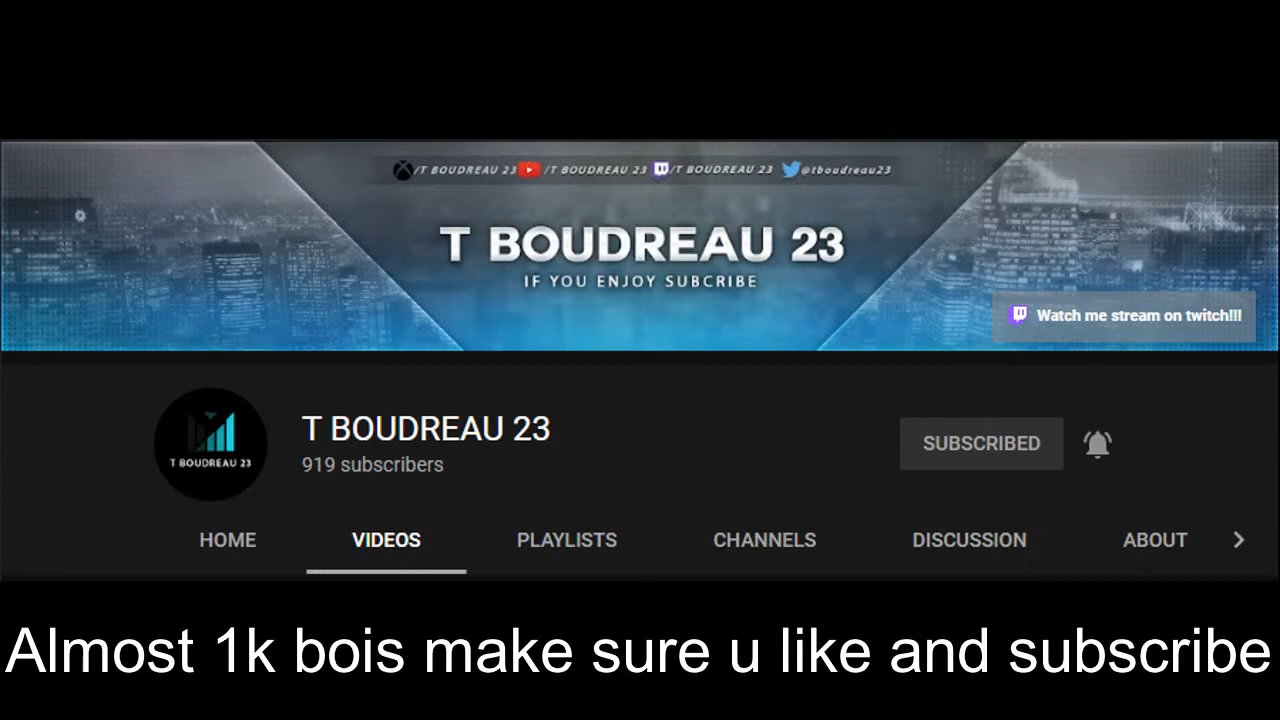 /T BOUDREAU 23 /T BOUDREAU 23 /T BOUDREAU 23 @tboudreau23
T BOUDREAU 23
IF YOU ENJOY SUBCRIBE
Watch me stream on twitch!!!
T BOUDREAU 23
T BOUDREAU 23
919 subscribers
SUBSCRIBED
HOME VIDEOS PLAYLISTS CHANNELS DISCUSSION ABOUT
Almost 1k bois make sure u like and subscribe